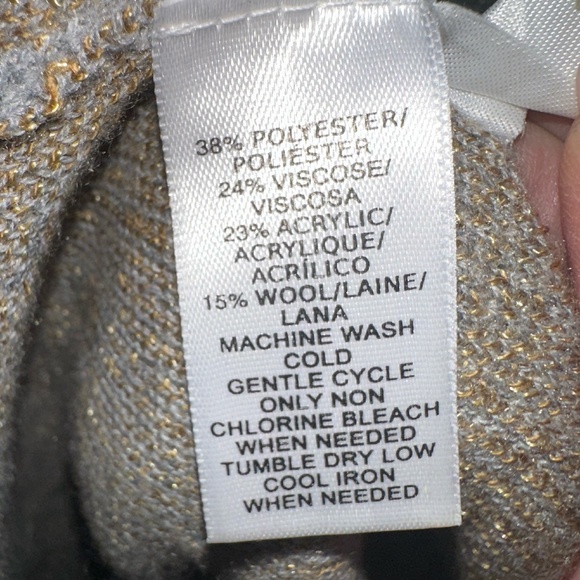 38% POLYESTER/
POLIÉSTER
24% VISCOSE/
VISCOSA
23% ACRYLIC/
ACRYLIQUE/
ACRÍLICO
15% WOOL/LAINE/
LANA
MACHINE WASH
COLD
GENTLE CYCLE
ONLY NON
CHLORINE BLEACH
WHEN NEEDED
TUMBLE DRY LOW
COOL IRON
WHEN NEEDED